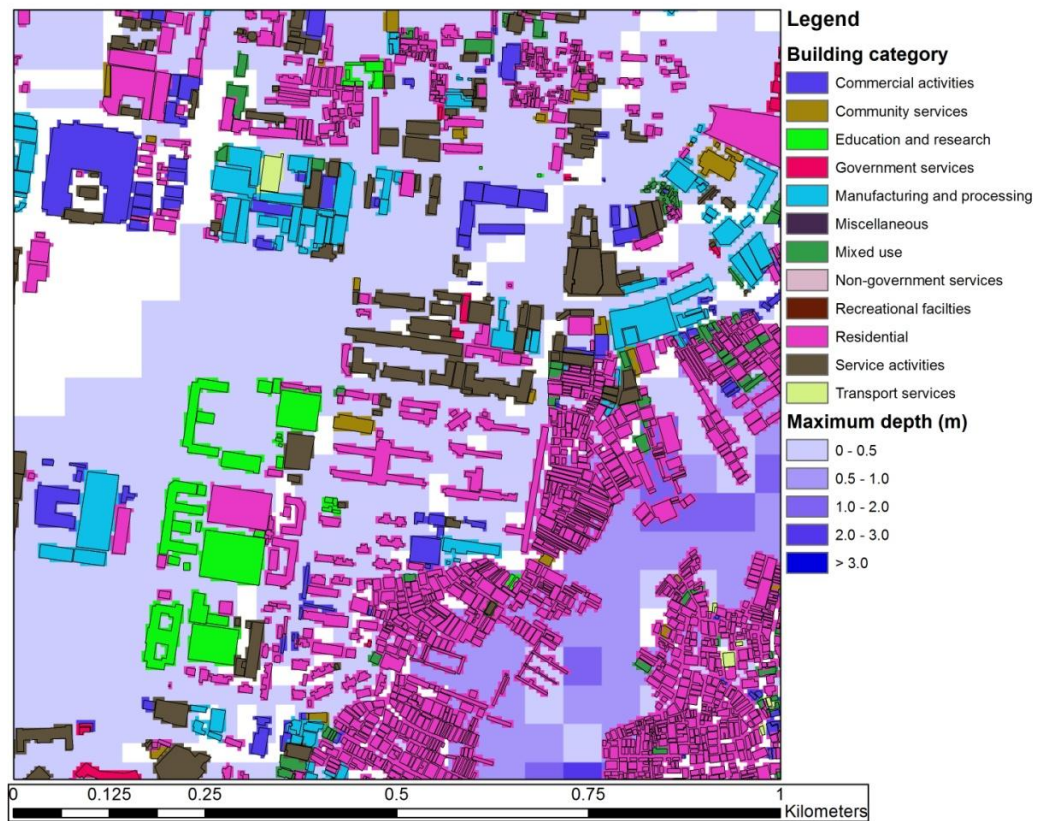 Legend
Building category
Commercial activities
Community services
Education and research
Government services
Manufacturing and processing
Miscellaneous
Mixed use
Non-government services
Recreational facilties
Residential
Service activities
Transport services
Maximum depth (m)
0 - 0.5
0.5 - 1.0
1.0 - 2.0
2.0 - 3.0
> 3.0
0 0.125 0.25 0.5 0.75 1
Kilometers